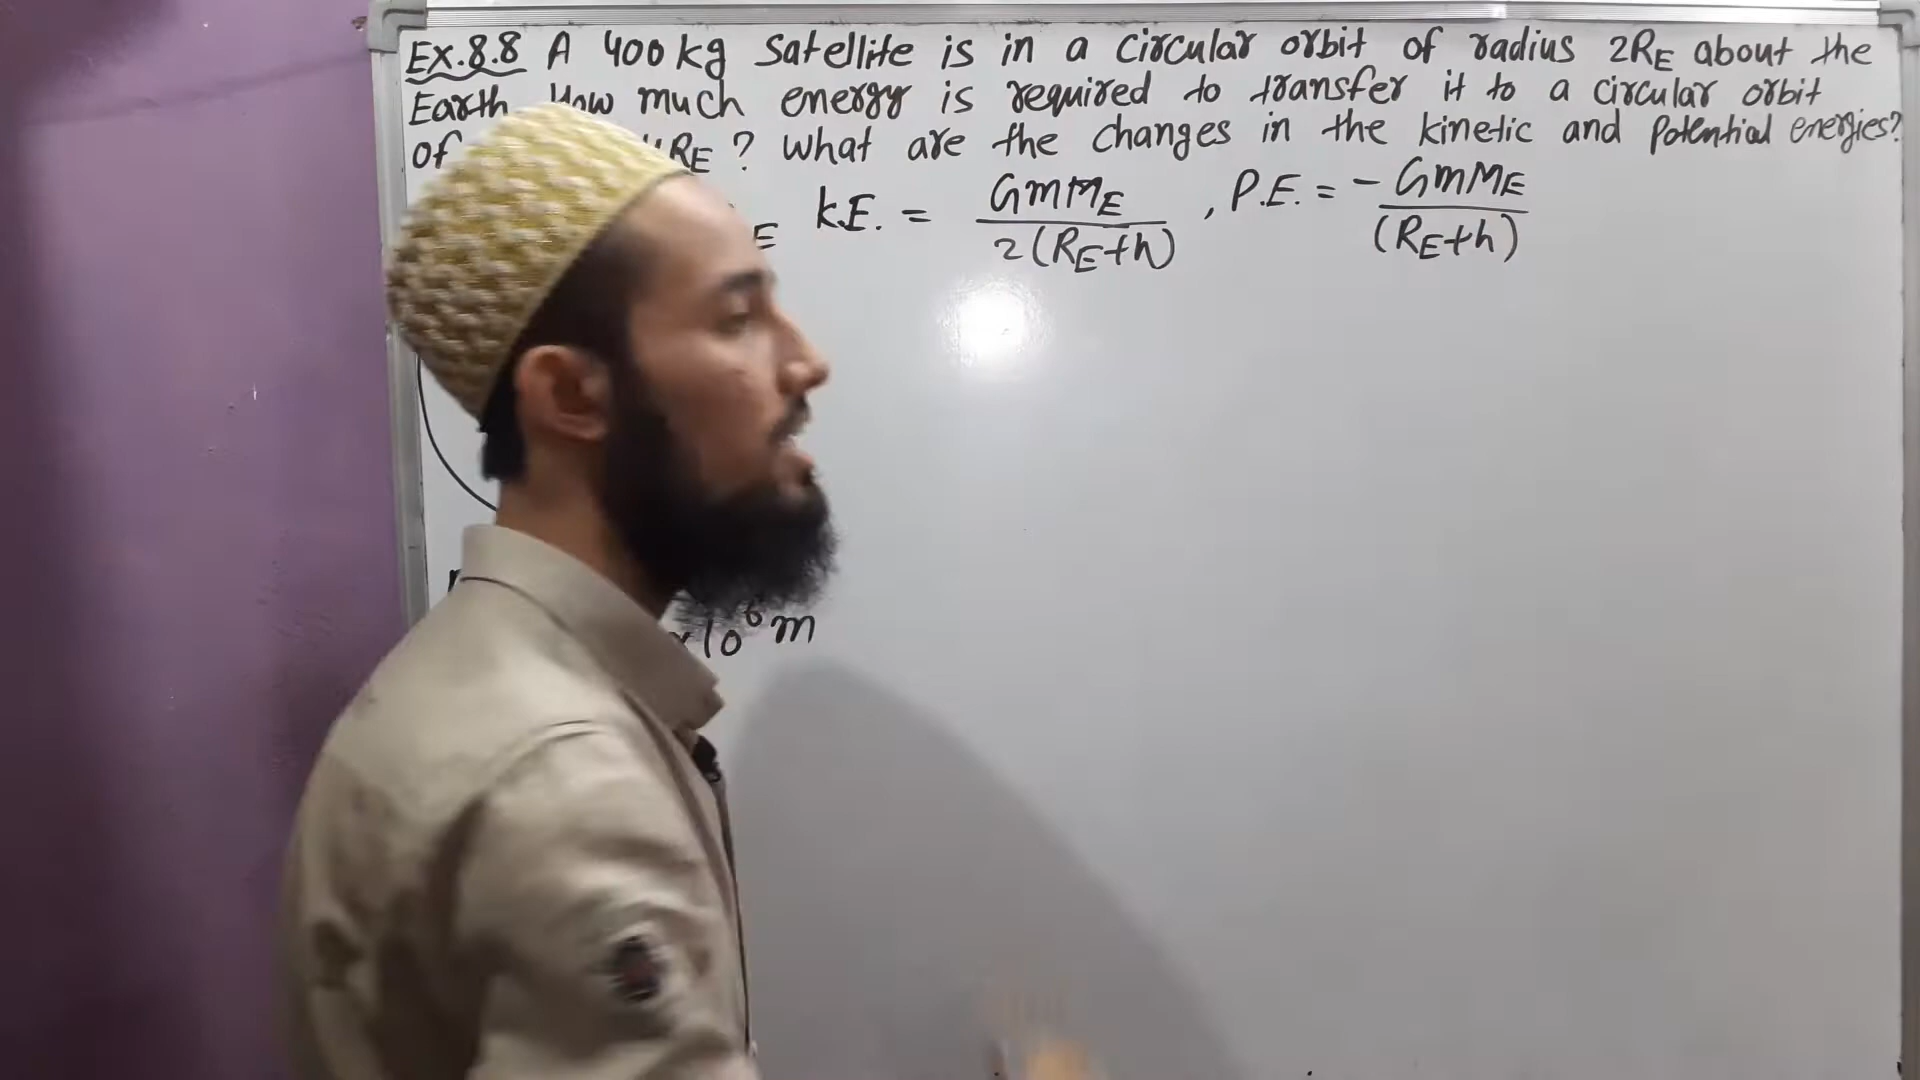 Ex.8.8 A 400 kg Satellite is in a circular orbit of radius 2RE about the
Earth. How much energy is required to transfer it to a circular orbit
of RE ? What are the changes in the kinetic and Potential energies?
E K.E. = GmME / 2(RE+h) , P.E. = - GmME / (RE+h)
×10⁶ m